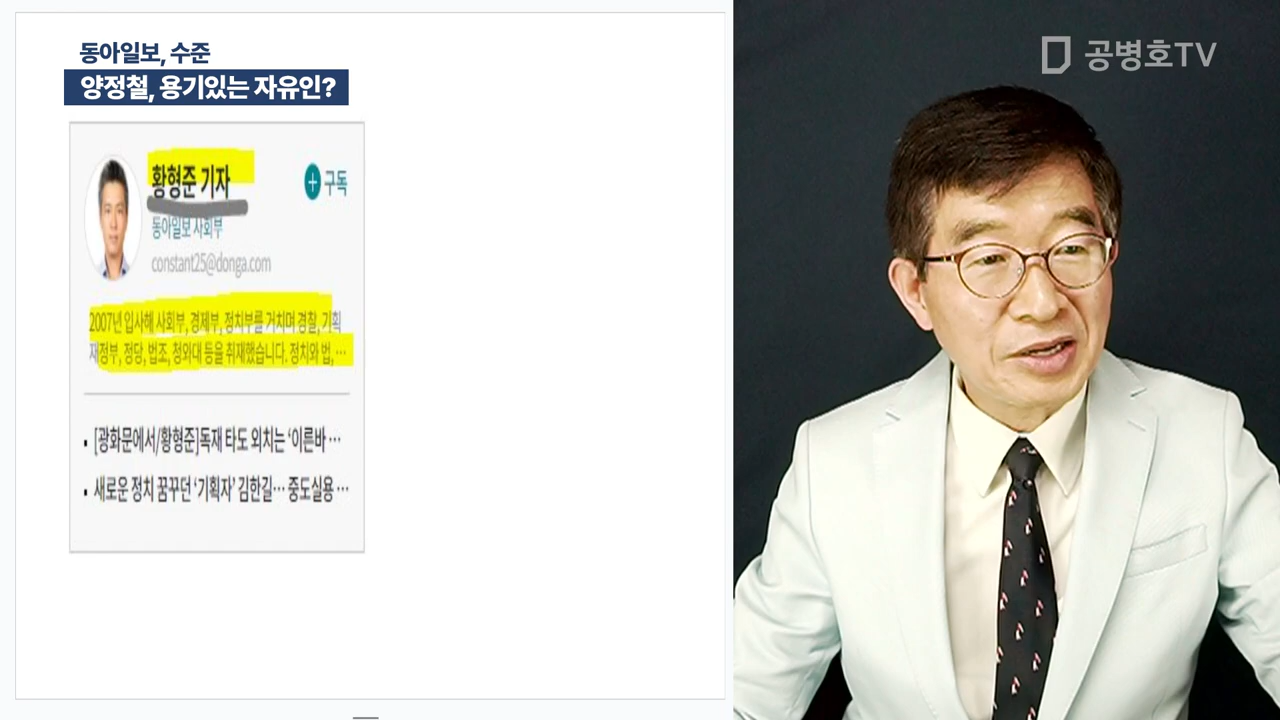 동아일보, 수준
양정철, 용기있는 자유인?
공병호TV
황형준 기자
구독
동아일보 사회부
constant25@donga.com
2007년 입사해 사회부, 경제부, 정치부를 거치며 경찰, 기획
재정부, 정당, 법조, 청와대 등을 취재했습니다. 정치와 법, …
[광화문에서/황형준]독재 타도 외치는 ‘이른바 …
새로운 정치 꿈꾸던 ‘기획자’ 김한길… 중도실용 …